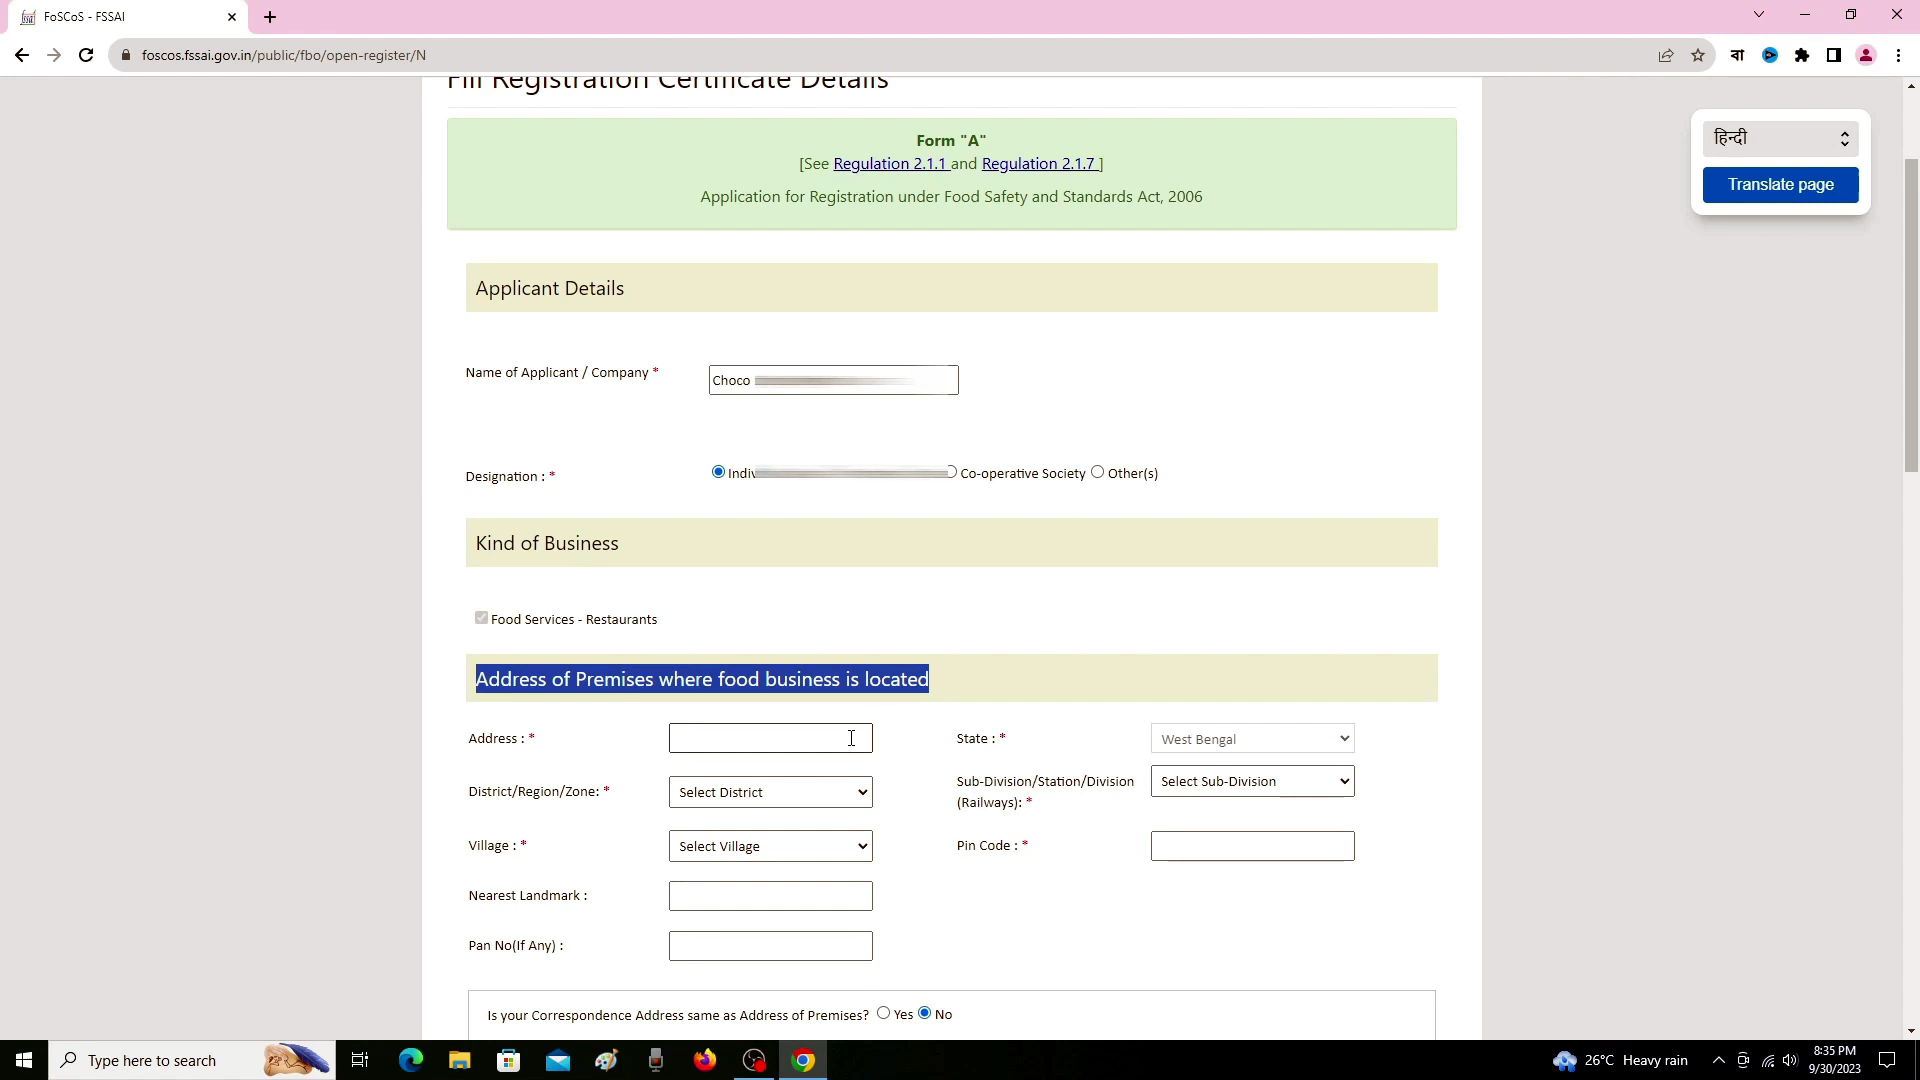 FoSCoS - FSSAI
foscos.fssai.gov.in/public/fbo/open-register/N
বা
Fill Registration Certificate Details
हिन्दी
Translate page
Form "A"
[See Regulation 2.1.1 and Regulation 2.1.7 ]
Application for Registration under Food Safety and Standards Act, 2006
Applicant Details
Name of Applicant / Company * Choco
Designation : * Indiv Co-operative Society Other(s)
Kind of Business
Food Services - Restaurants
Address of Premises where food business is located
Address : * State : * West Bengal
District/Region/Zone: * Select District Sub-Division/Station/Division (Railways): * Select Sub-Division
Village : * Select Village Pin Code : *
Nearest Landmark :
Pan No(If Any) :
Is your Correspondence Address same as Address of Premises? Yes No
Type here to search
26°C Heavy rain
8:35 PM
9/30/2023